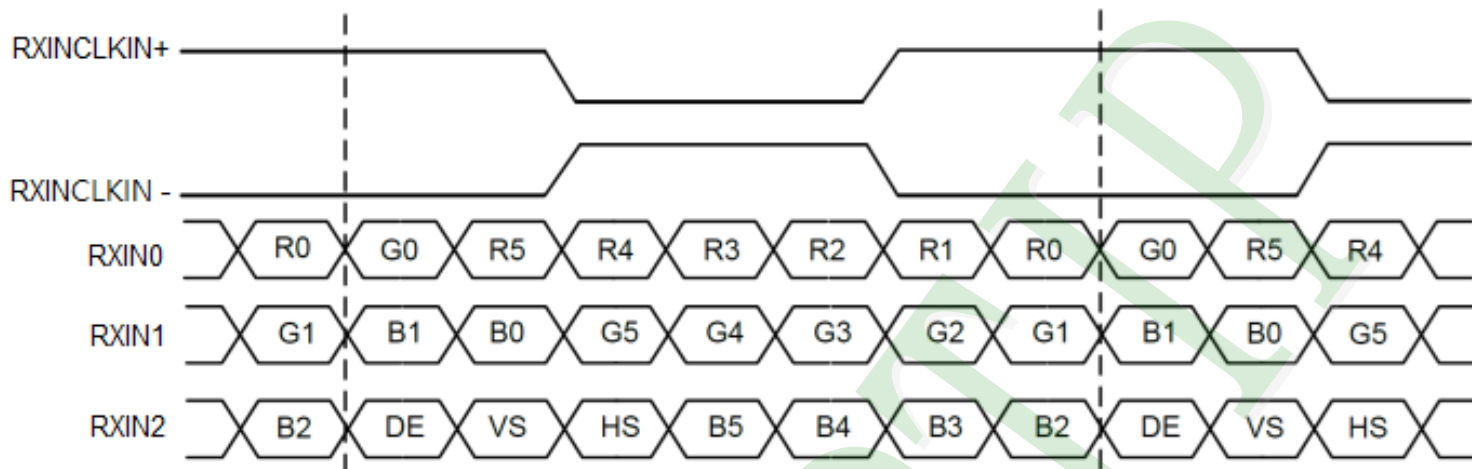 RXINCLKIN+
RXINCLKIN -
RXIN0 R0 G0 R5 R4 R3 R2 R1 R0 G0 R5 R4
RXIN1 G1 B1 B0 G5 G4 G3 G2 G1 B1 B0 G5
RXIN2 B2 DE VS HS B5 B4 B3 B2 DE VS HS